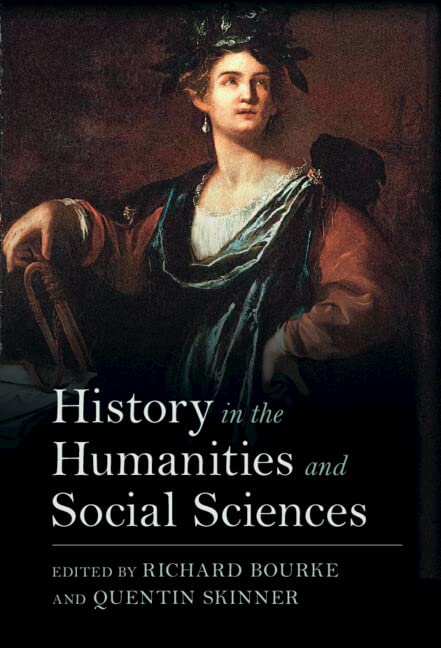 History in the
Humanities and
Social Sciences
EDITED BY RICHARD BOURKE
AND QUENTIN SKINNER